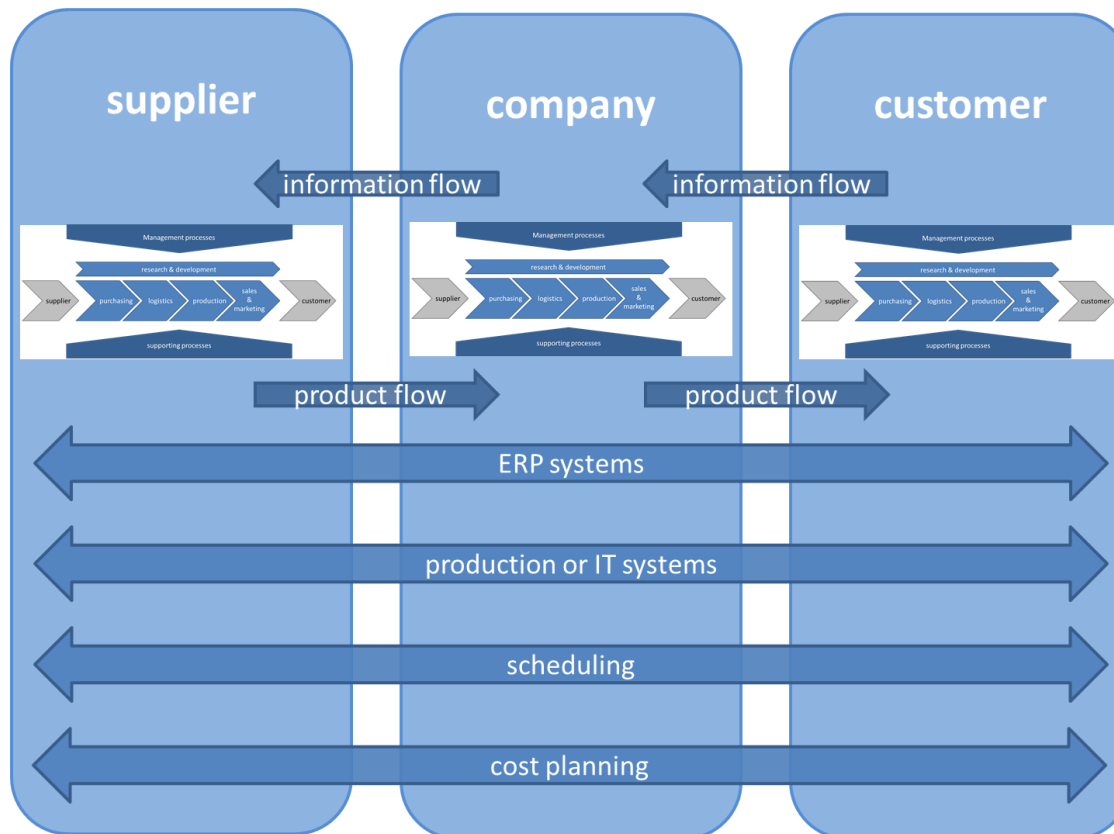 supplier
company
customer
information flow
information flow
Management processes
research & development
supplier
purchasing
logistics
production
sales
&
marketing
customer
supporting processes
Management processes
research & development
supplier
purchasing
logistics
production
sales
&
marketing
customer
supporting processes
Management processes
research & development
supplier
purchasing
logistics
production
sales
&
marketing
customer
supporting processes
product flow
product flow
ERP systems
production or IT systems
scheduling
cost planning